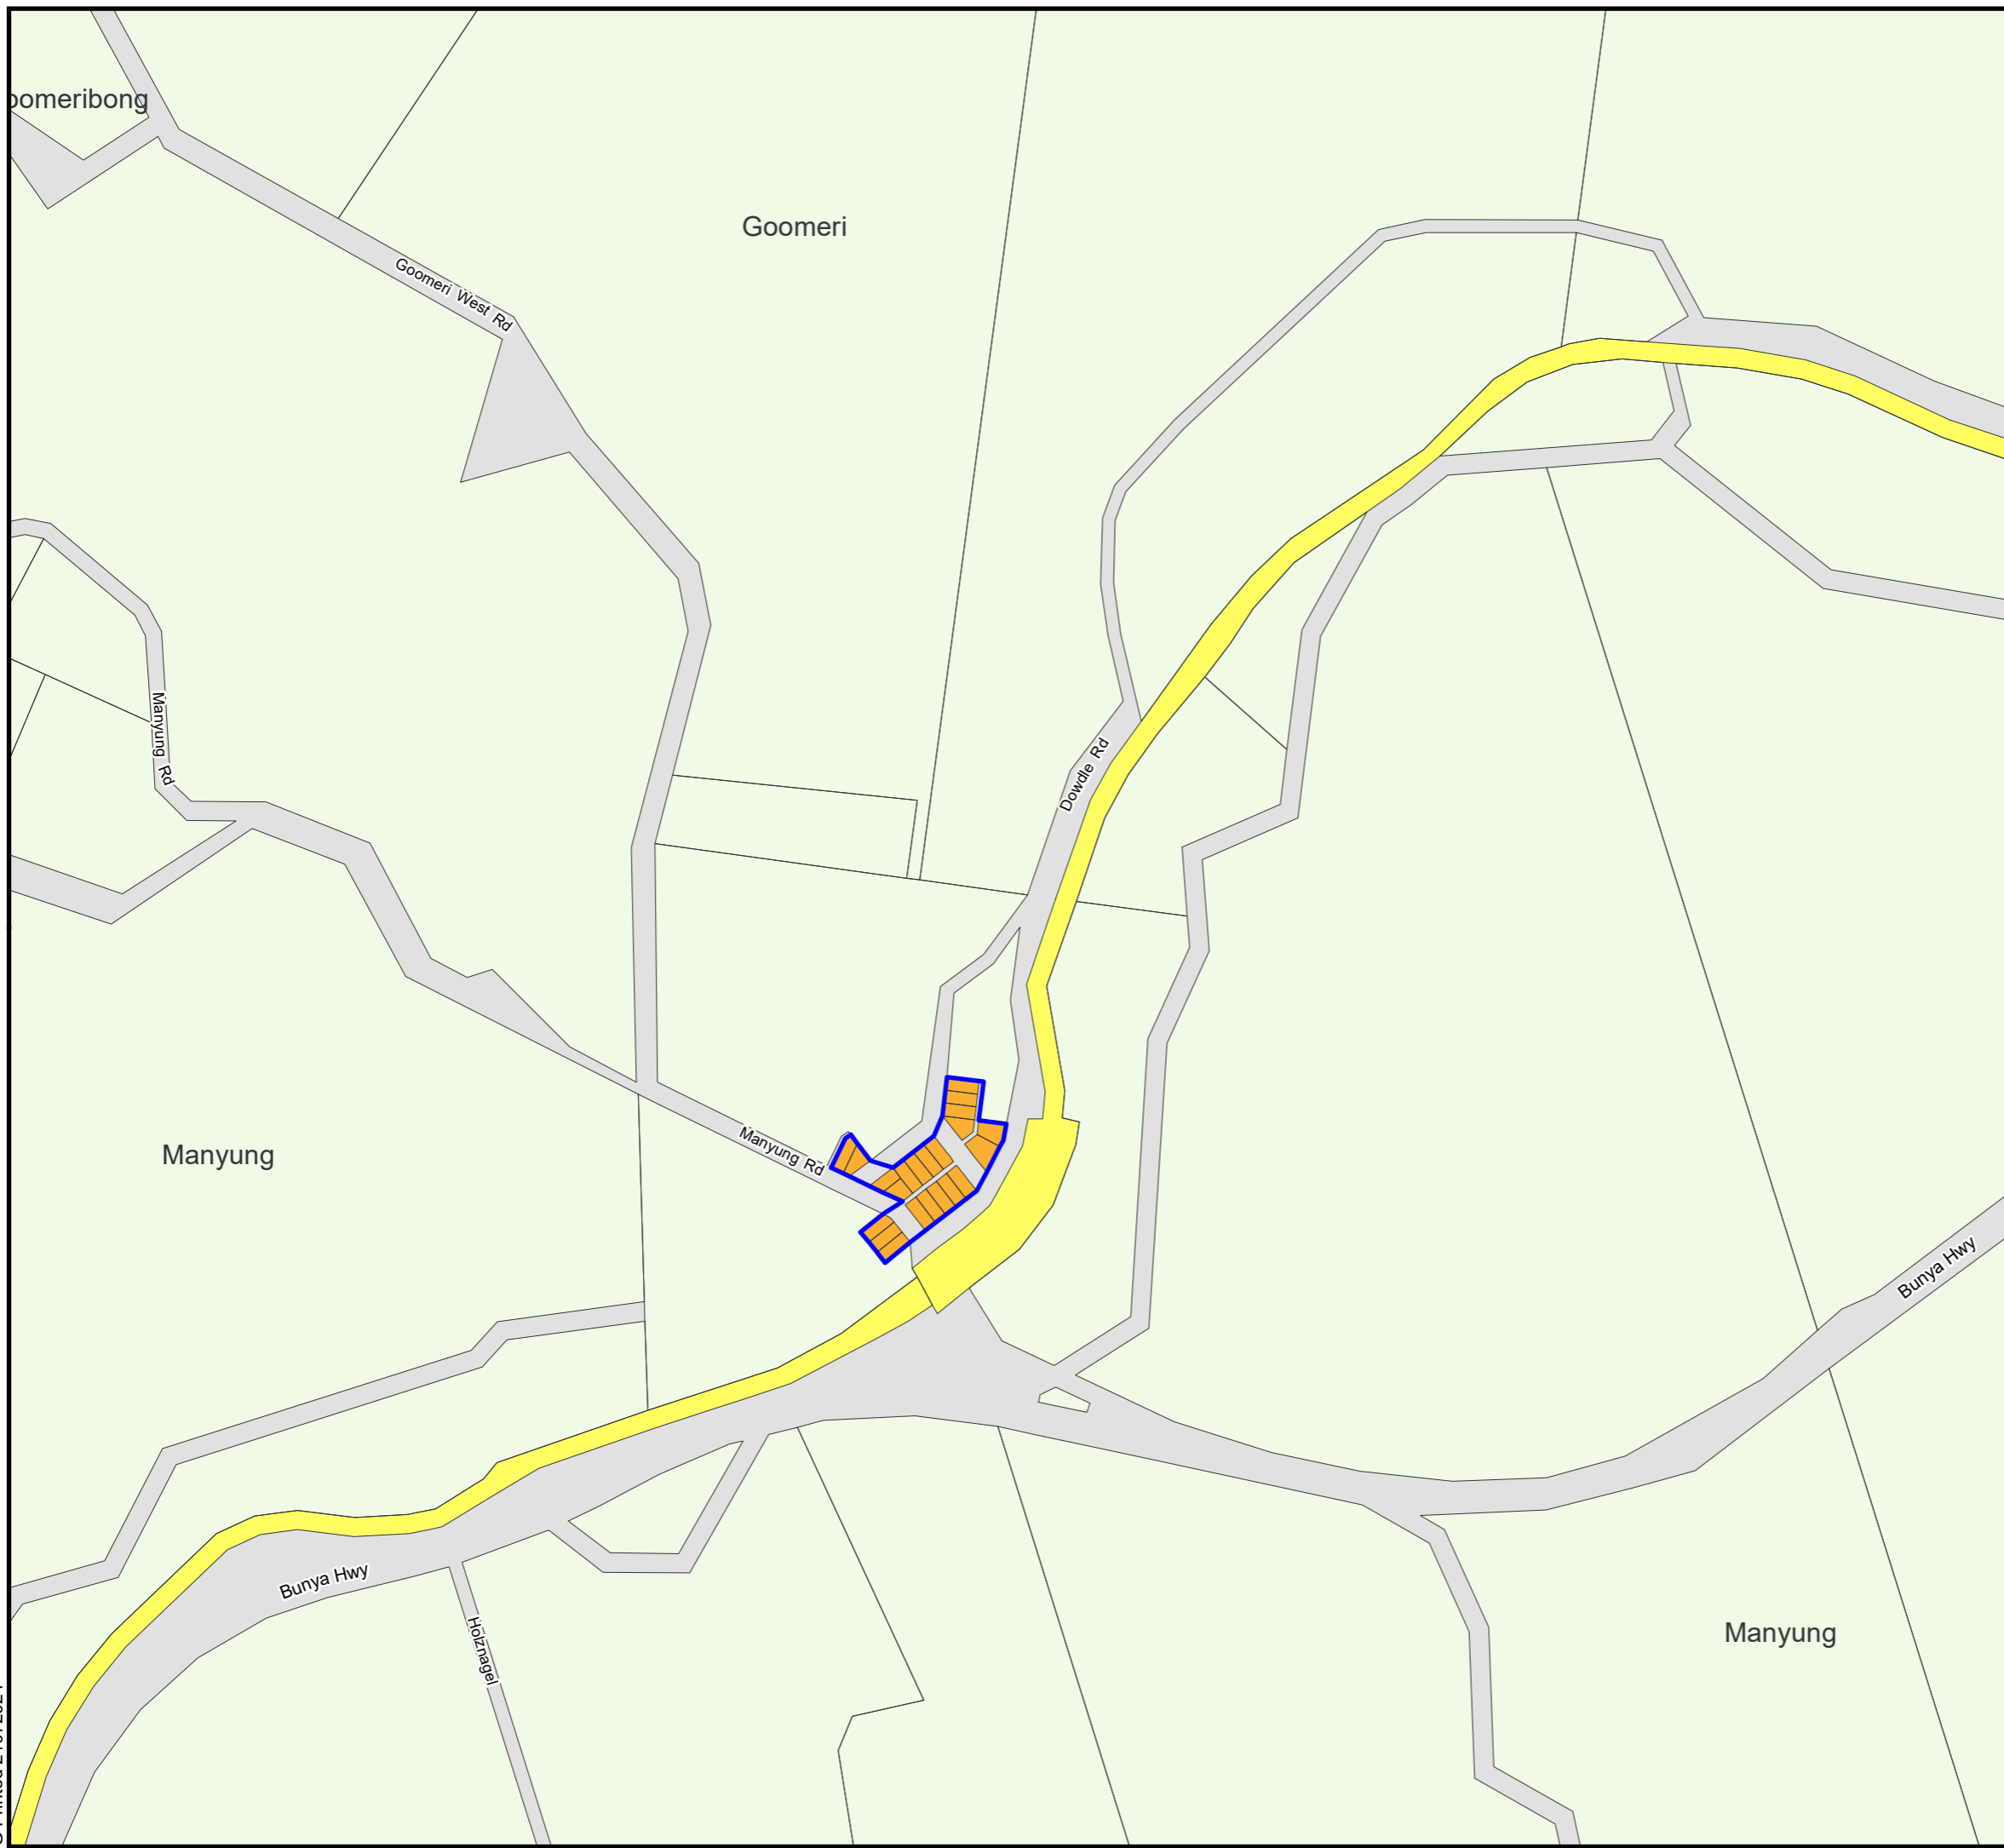 oomeribong
Goomeri
Goomeri West Rd
Manyung Rd
Dowdle Rd
Manyung Rd
Manyung
Bunya Hwy
Bunya Hwy
Holznagel
Manyung